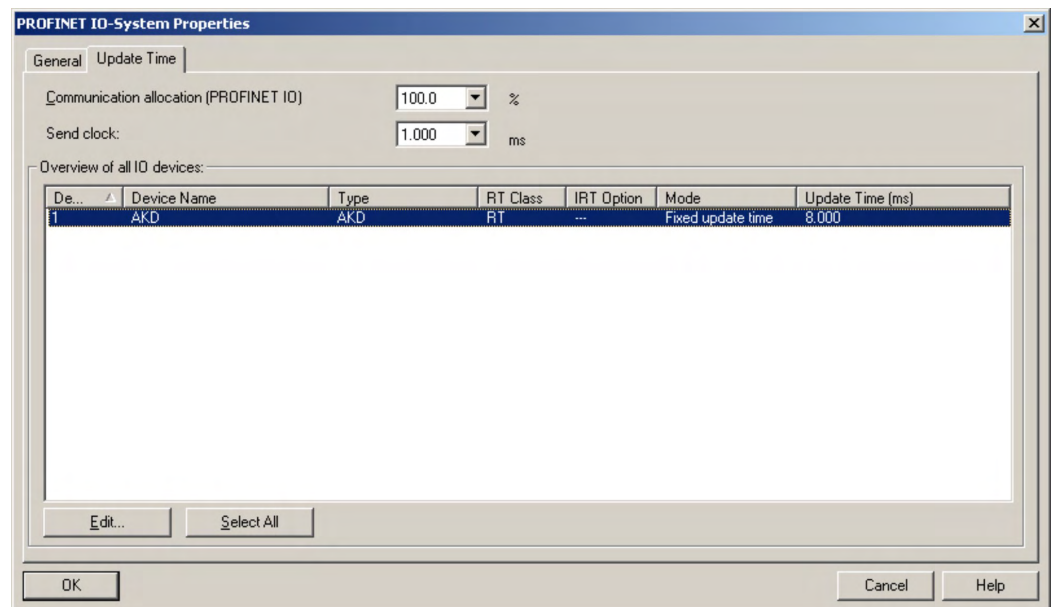 PROFINET IO-System Properties
General Update Time
Communication allocation (PROFINET IO) 100.0 %
Send clock: 1.000 ms
Overview of all IO devices:
De... Device Name Type RT Class IRT Option Mode Update Time (ms)
1 AKD AKD RT --- Fixed update time 8.000
Edit... Select All
OK Cancel Help